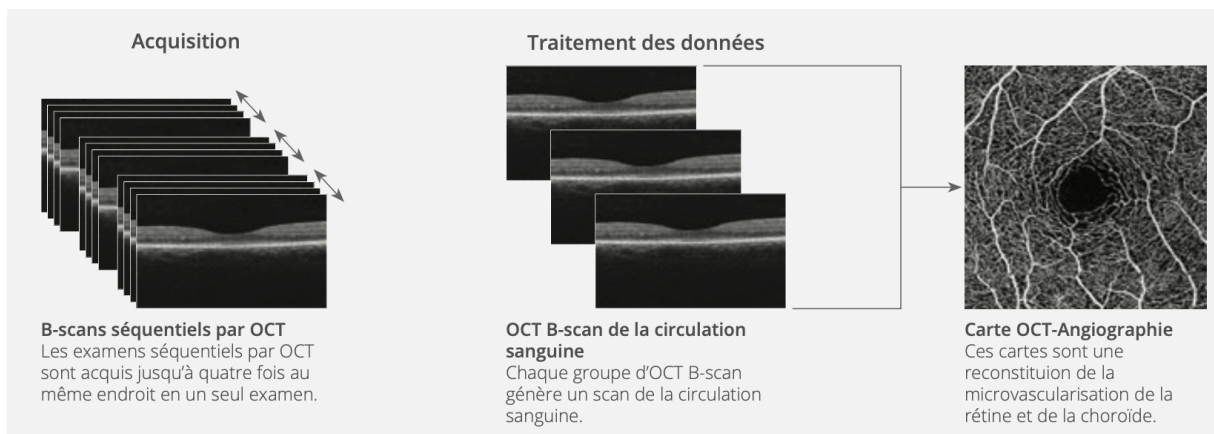 Acquisition
Traitement des données
B-scans séquentiels par OCT
Les examens séquentiels par OCT
sont acquis jusqu'à quatre fois au
même endroit en un seul examen.
OCT B-scan de la circulation
sanguine
Chaque groupe d'OCT B-scan
génère un scan de la circulation
sanguine.
Carte OCT-Angiographie
Ces cartes sont une
reconstituion de la
microvascularisation de la
rétine et de la choroïde.